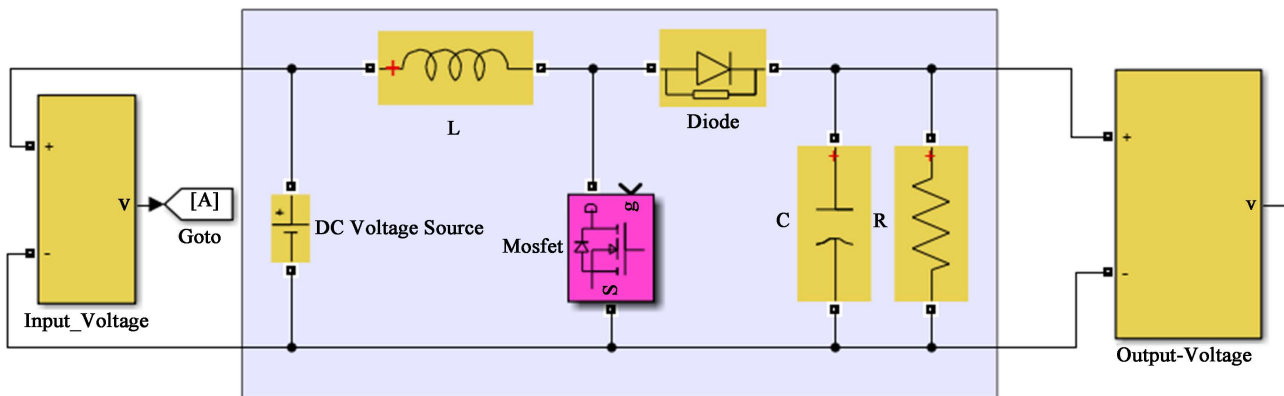 L
Diode
+
-
v
[A]
Goto
Input_Voltage
+
DC Voltage Source
+
g
D
S
Mosfet
+
C
+
R
+
-
v
Output-Voltage